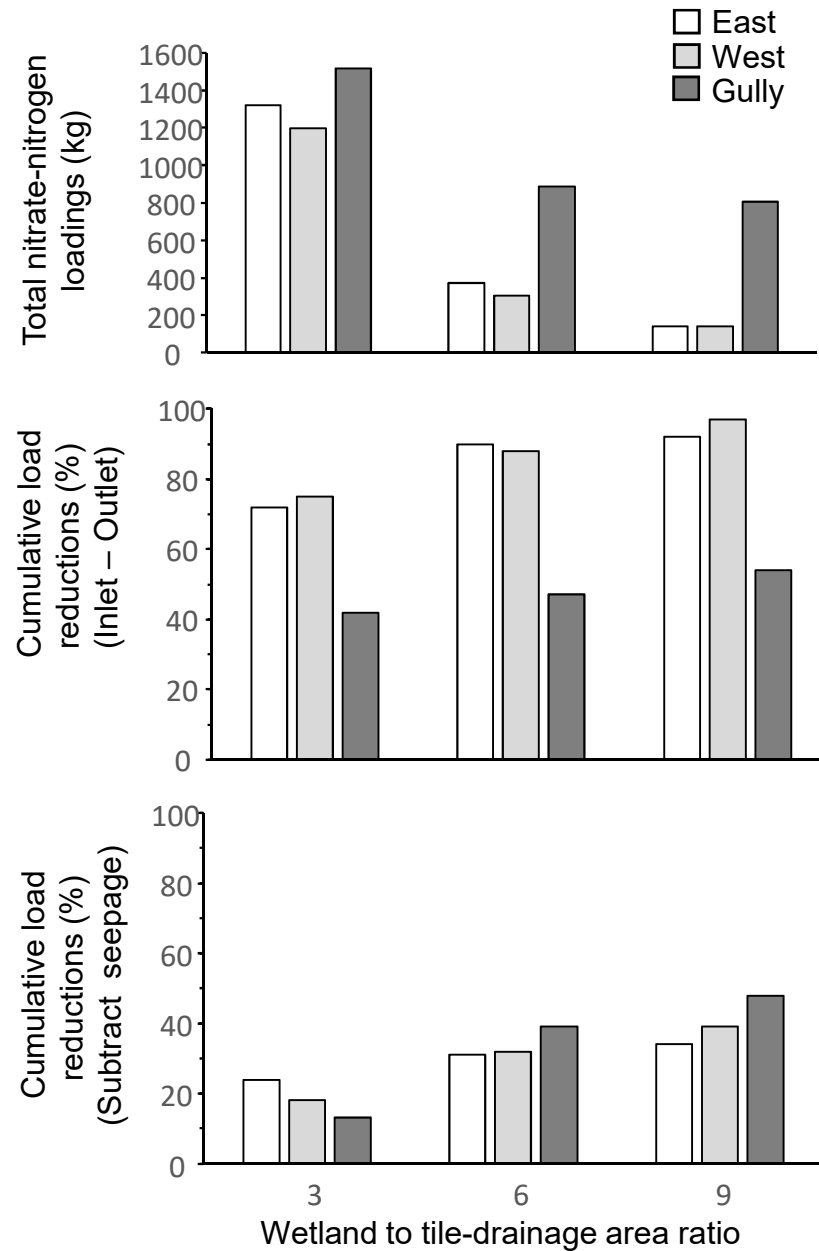 East
West
Gully
Total nitrate-nitrogen
loadings (kg)
1600
1400
1200
1000
800
600
400
200
0
Cumulative load
reductions (%)
(Inlet – Outlet)
100
80
60
40
20
0
Cumulative load
reductions (%)
(Subtract seepage)
100
80
60
40
20
0
3 6 9
Wetland to tile-drainage area ratio